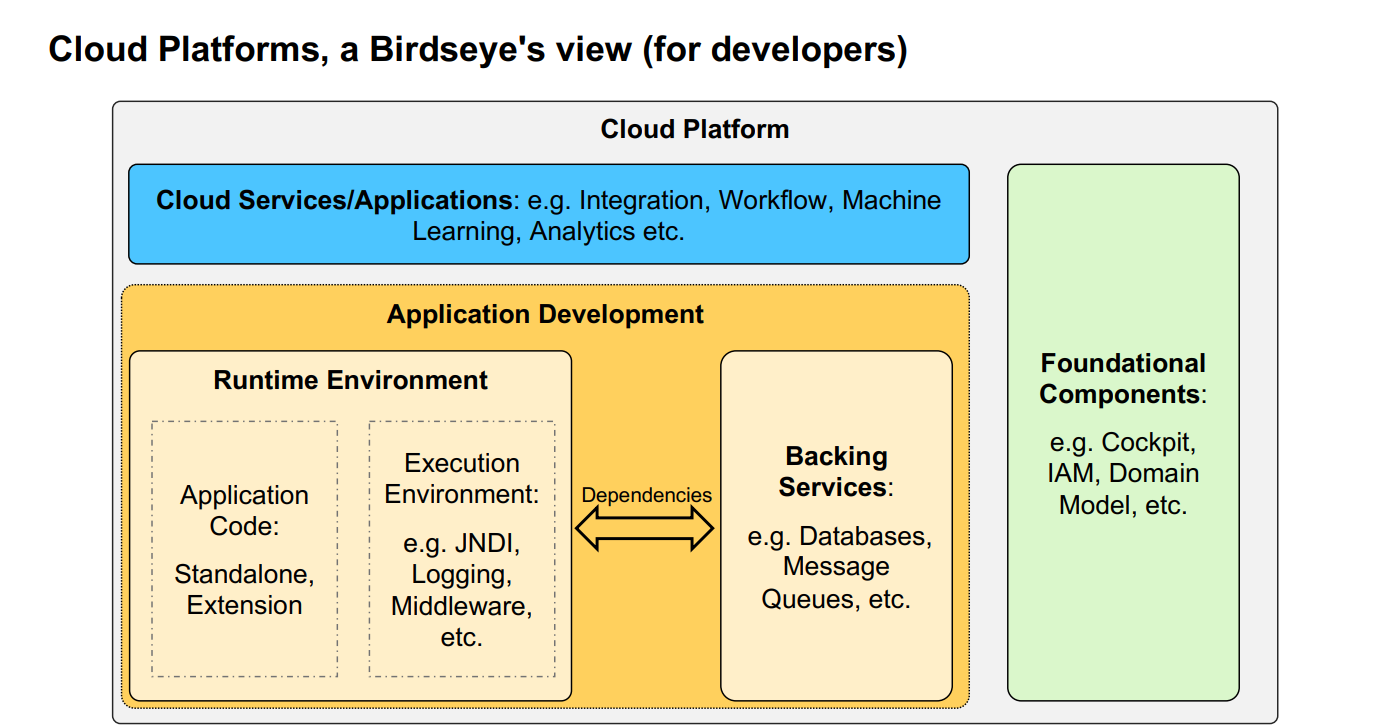 Cloud Platforms, a Birdseye's view (for developers)
Cloud Platform
Cloud Services/Applications: e.g. Integration, Workflow, Machine
Learning, Analytics etc.
Application Development
Runtime Environment
Application
Code:
Standalone,
Extension
Execution
Environment:
e.g. JNDI,
Logging,
Middleware,
etc.
Dependencies
Backing
Services:
e.g. Databases,
Message
Queues, etc.
Foundational
Components:
e.g. Cockpit,
IAM, Domain
Model, etc.